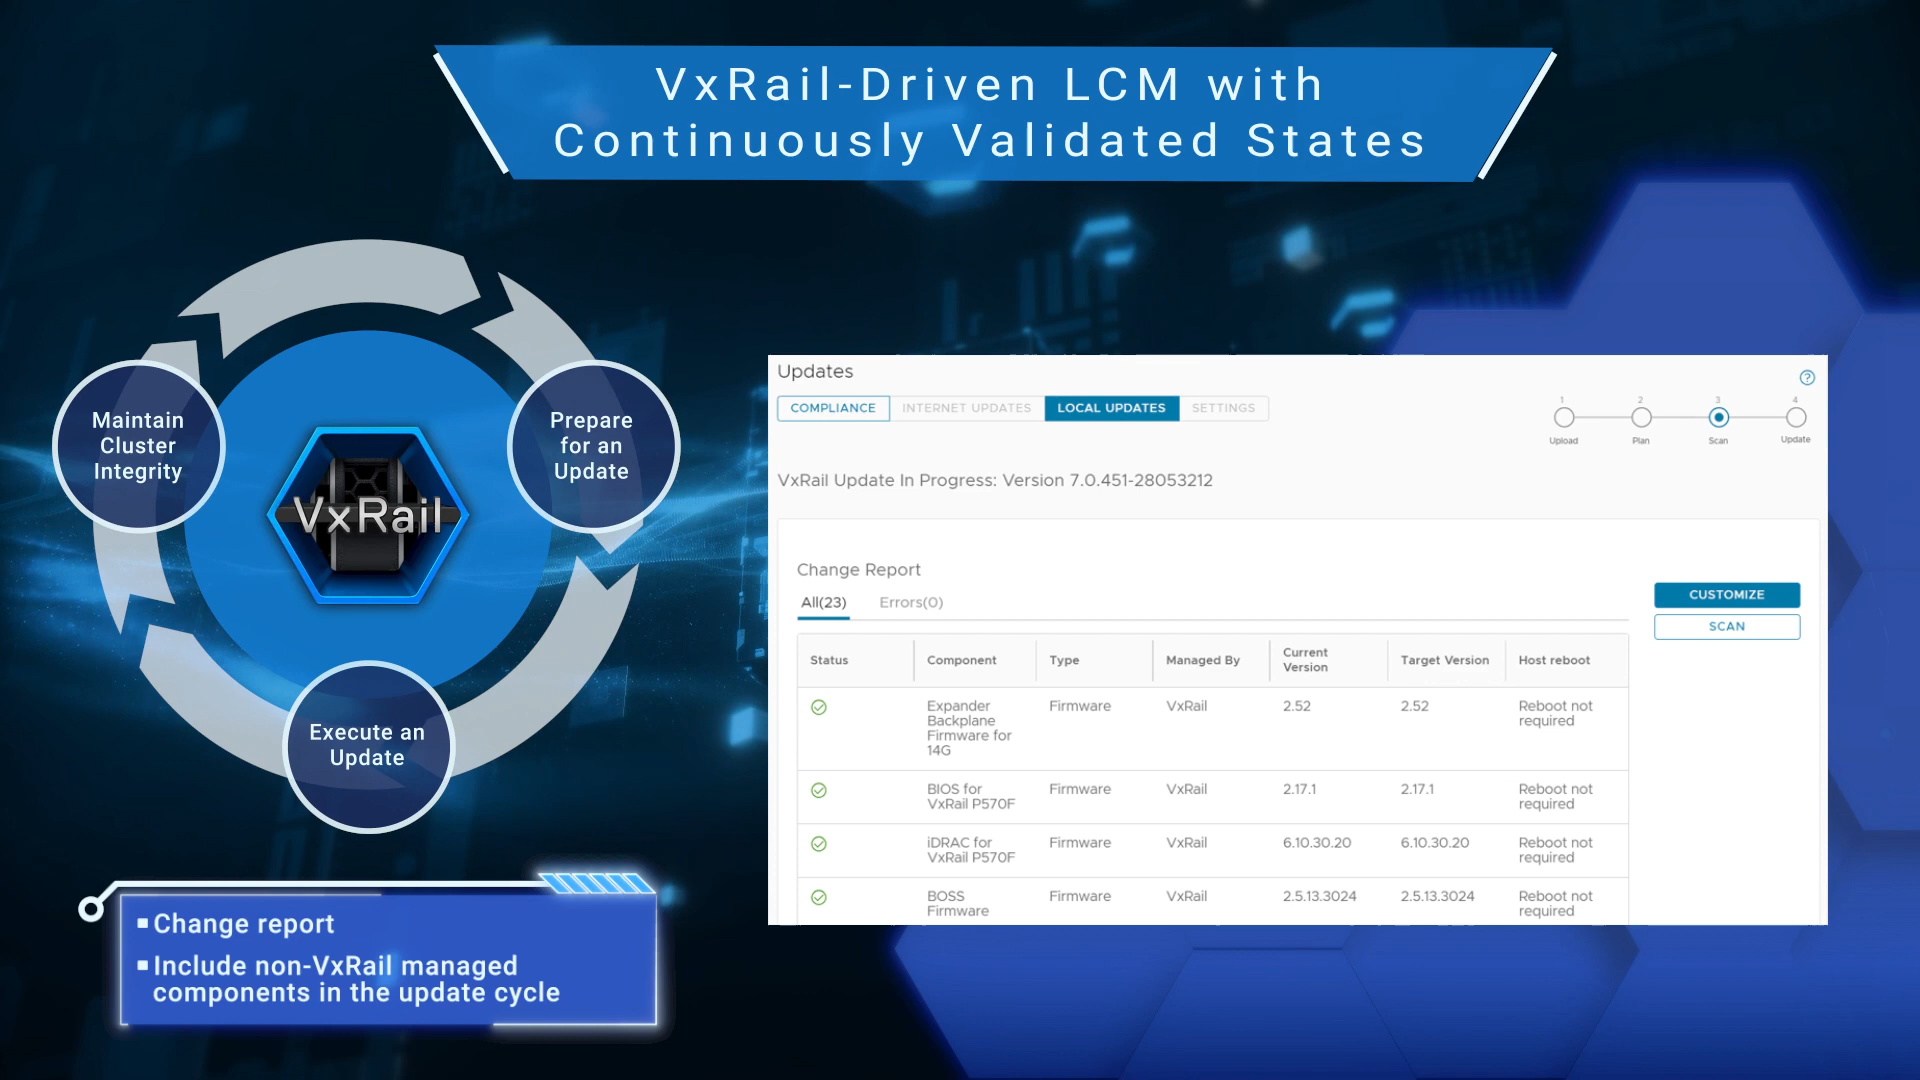 VxRail-Driven LCM with
Continuously Validated States
Maintain
Cluster
Integrity
Prepare
for an
Update
VxRail
Execute an
Update
Change report
Include non-VxRail managed
components in the update cycle
Updates
?
COMPLIANCE INTERNET UPDATES LOCAL UPDATES SETTINGS
1 2 3 4
Upload Plan Scan Update
VxRail Update In Progress: Version 7.0.451-28053212
Change Report
All(23) Errors(0)
CUSTOMIZE
SCAN
Status Component Type Managed By Current Version Target Version Host reboot
Expander Firmware VxRail 2.52 2.52 Reboot not
Backplane required
Firmware for
14G
BIOS for Firmware VxRail 2.17.1 2.17.1 Reboot not
VxRail P570F required
iDRAC for Firmware VxRail 6.10.30.20 6.10.30.20 Reboot not
VxRail P570F required
BOSS Firmware VxRail 2.5.13.3024 2.5.13.3024 Reboot not
Firmware required